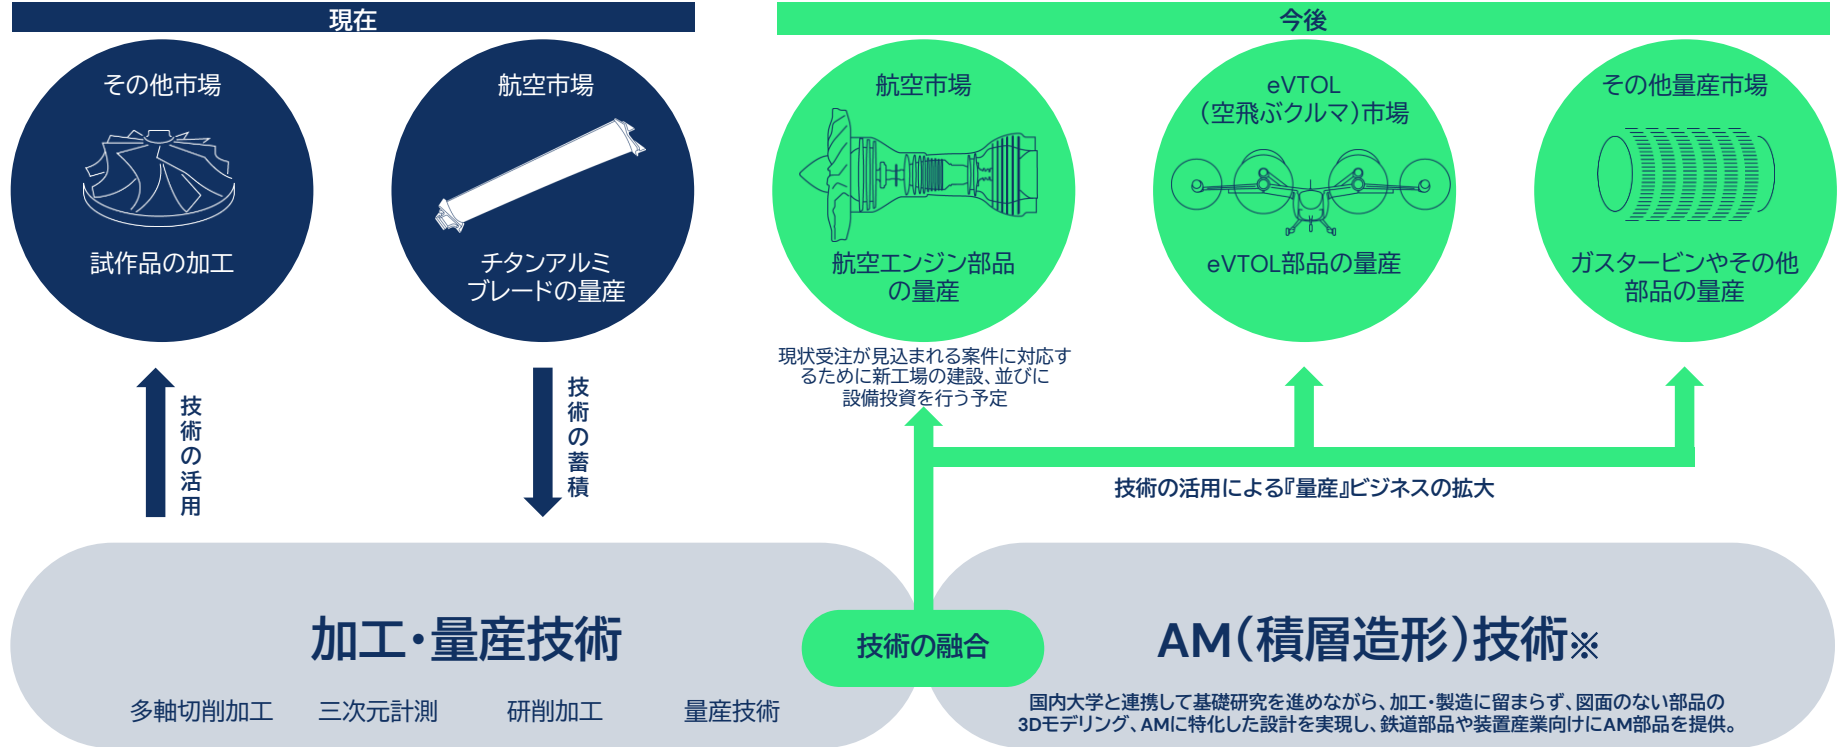 現在
今後
その他市場
試作品の加工
航空市場
チタンアルミ
ブレードの量産
航空市場
航空エンジン部品
の量産
eVTOL
（空飛ぶクルマ）市場
eVTOL部品の量産
その他量産市場
ガスタービンやその他
部品の量産
現状受注が見込まれる案件に対応す
るために新工場の建設、並びに
設備投資を行う予定
技術の活用
技術の蓄積
技術の活用による『量産』ビジネスの拡大
加工・量産技術
多軸切削加工
三次元計測
研削加工
量産技術
技術の融合
AM（積層造形）技術※
国内大学と連携して基礎研究を進めながら、加工・製造に留まらず、図面のない部品の
3Dモデリング、AMに特化した設計を実現し、鉄道部品や装置産業向けにAM部品を提供。